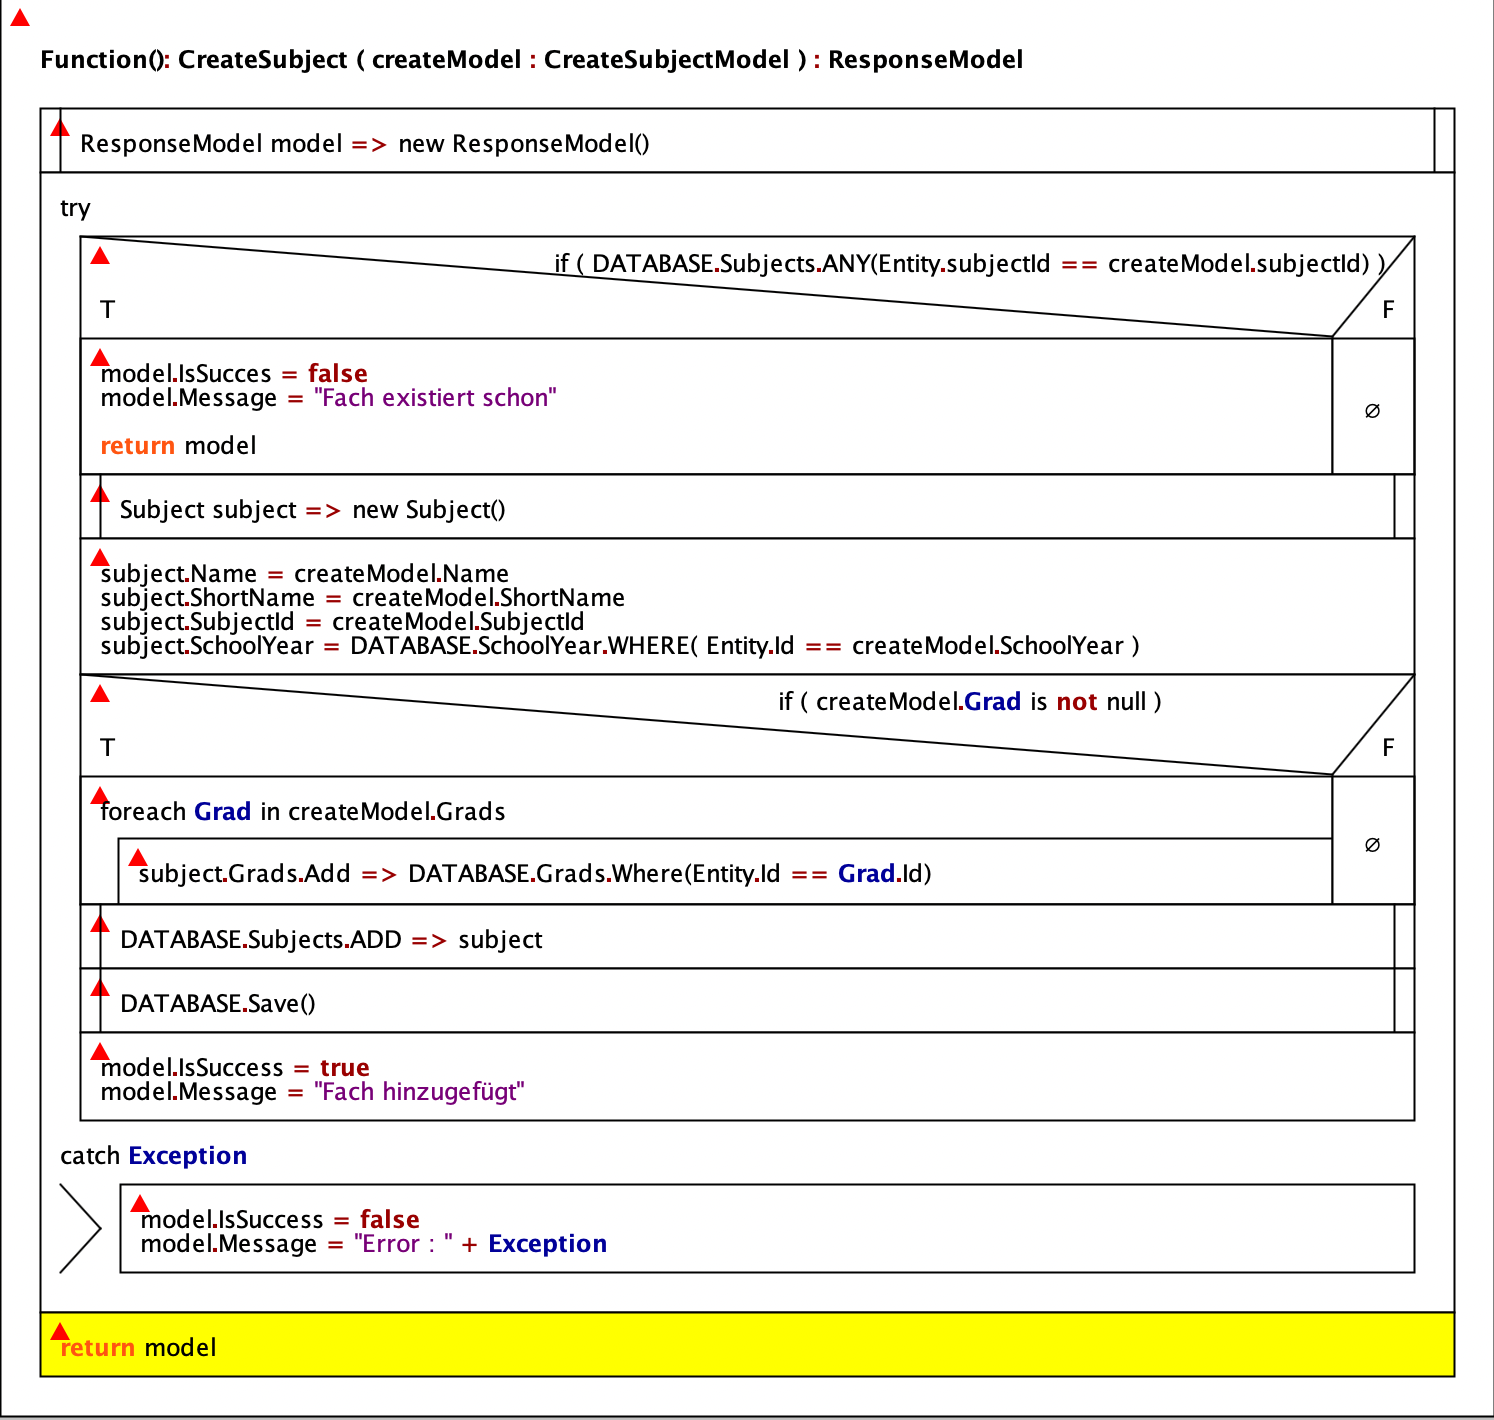 Function(): CreateSubject ( createModel : CreateSubjectModel ) : ResponseModel
ResponseModel model => new ResponseModel()
try
if ( DATABASE.Subjects.ANY(Entity.subjectId == createModel.subjectId) )
T
F
model.IsSucces = false
model.Message = "Fach existiert schon"
return model
∅
Subject subject => new Subject()
subject.Name = createModel.Name
subject.ShortName = createModel.ShortName
subject.SubjectId = createModel.SubjectId
subject.SchoolYear = DATABASE.SchoolYear.WHERE( Entity.Id == createModel.SchoolYear )
if ( createModel.Grad is not null )
T
F
foreach Grad in createModel.Grads
∅
subject.Grads.Add => DATABASE.Grads.Where(Entity.Id == Grad.Id)
DATABASE.Subjects.ADD => subject
DATABASE.Save()
model.IsSuccess = true
model.Message = "Fach hinzugefügt"
catch Exception
model.IsSuccess = false
model.Message = "Error : " + Exception
return model